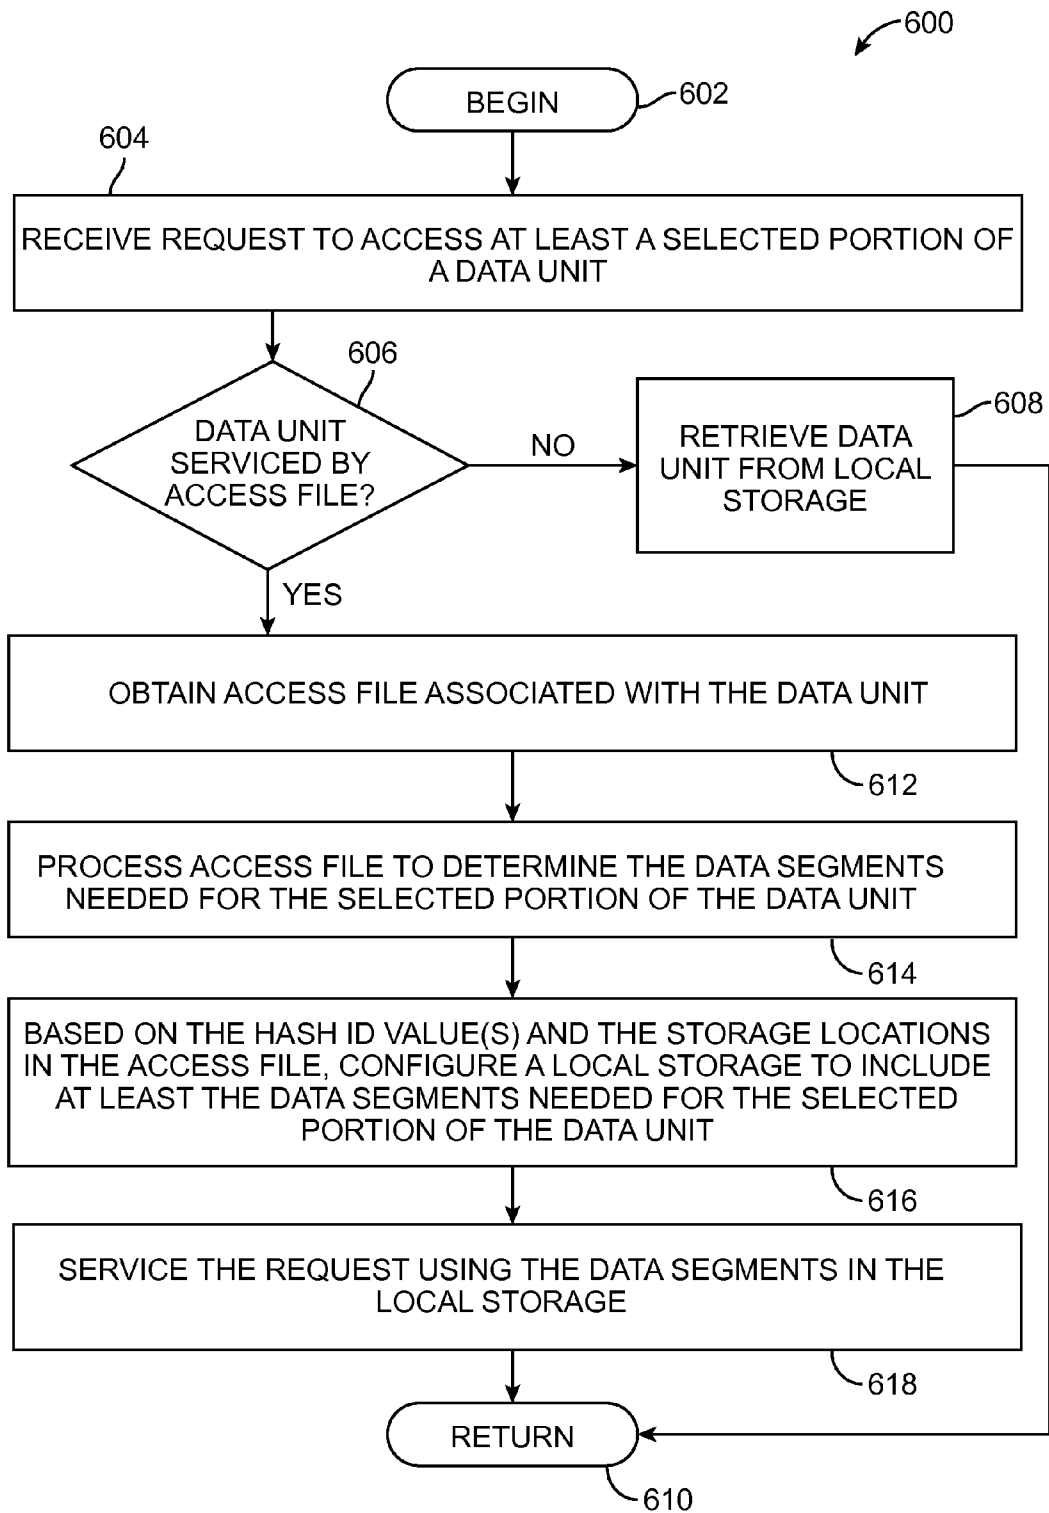 600
BEGIN
602
604
RECEIVE REQUEST TO ACCESS AT LEAST A SELECTED PORTION OF
A DATA UNIT
606
DATA UNIT
SERVICED BY
ACCESS FILE?
NO
608
RETRIEVE DATA
UNIT FROM LOCAL
STORAGE
YES
OBTAIN ACCESS FILE ASSOCIATED WITH THE DATA UNIT
612
PROCESS ACCESS FILE TO DETERMINE THE DATA SEGMENTS
NEEDED FOR THE SELECTED PORTION OF THE DATA UNIT
614
BASED ON THE HASH ID VALUE(S) AND THE STORAGE LOCATIONS
IN THE ACCESS FILE, CONFIGURE A LOCAL STORAGE TO INCLUDE
AT LEAST THE DATA SEGMENTS NEEDED FOR THE SELECTED
PORTION OF THE DATA UNIT
616
SERVICE THE REQUEST USING THE DATA SEGMENTS IN THE
LOCAL STORAGE
618
RETURN
610